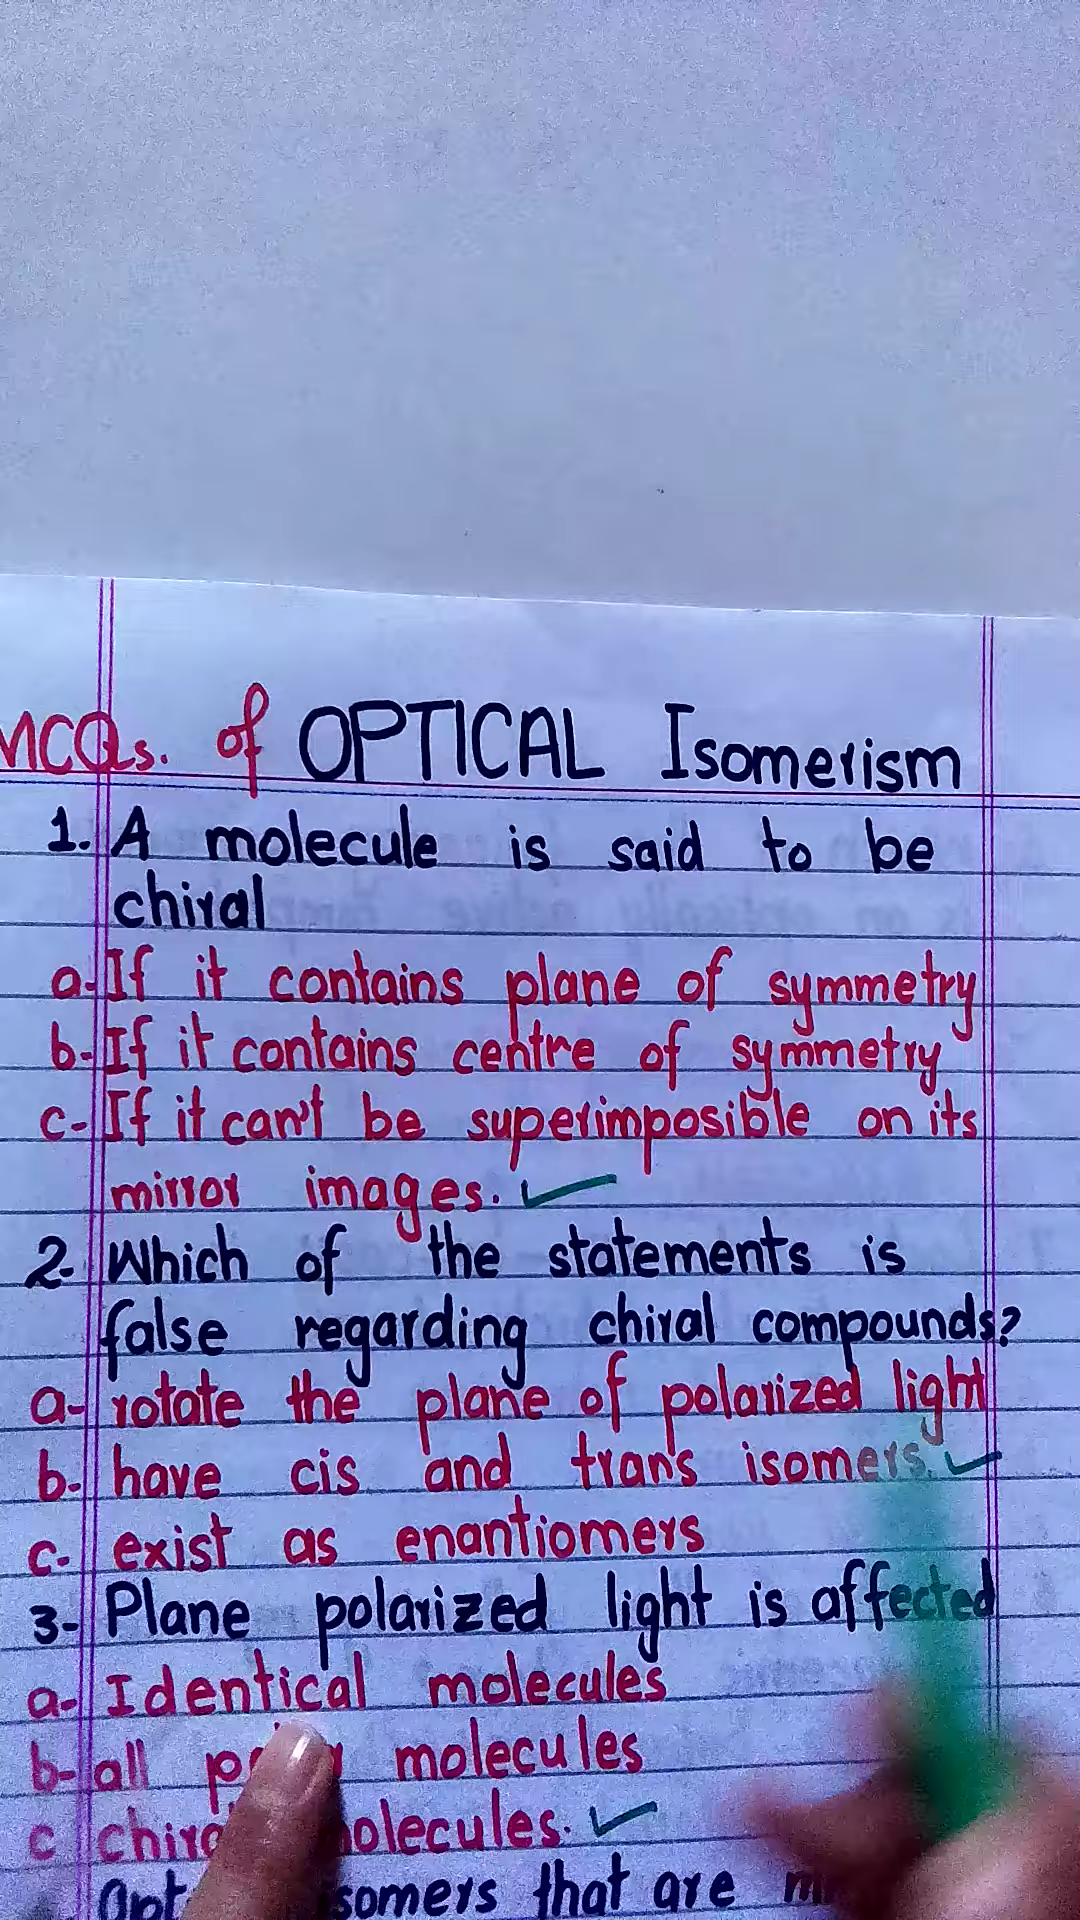 MCQs. of OPTICAL Isomerism
1. A molecule is said to be
chiral
a- If it contains plane of symmetry
b- If it contains centre of symmetry
c- If it can't be superimposible on its
mirror images.
2. Which of the statements is
false regarding chiral compounds?
a- rotate the plane of polarized light
b. have cis and trans isomers.
c. exist as enantiomers
3- Plane polarized light is affected
a- Identical molecules
b- all molecules
c molecules.
that are